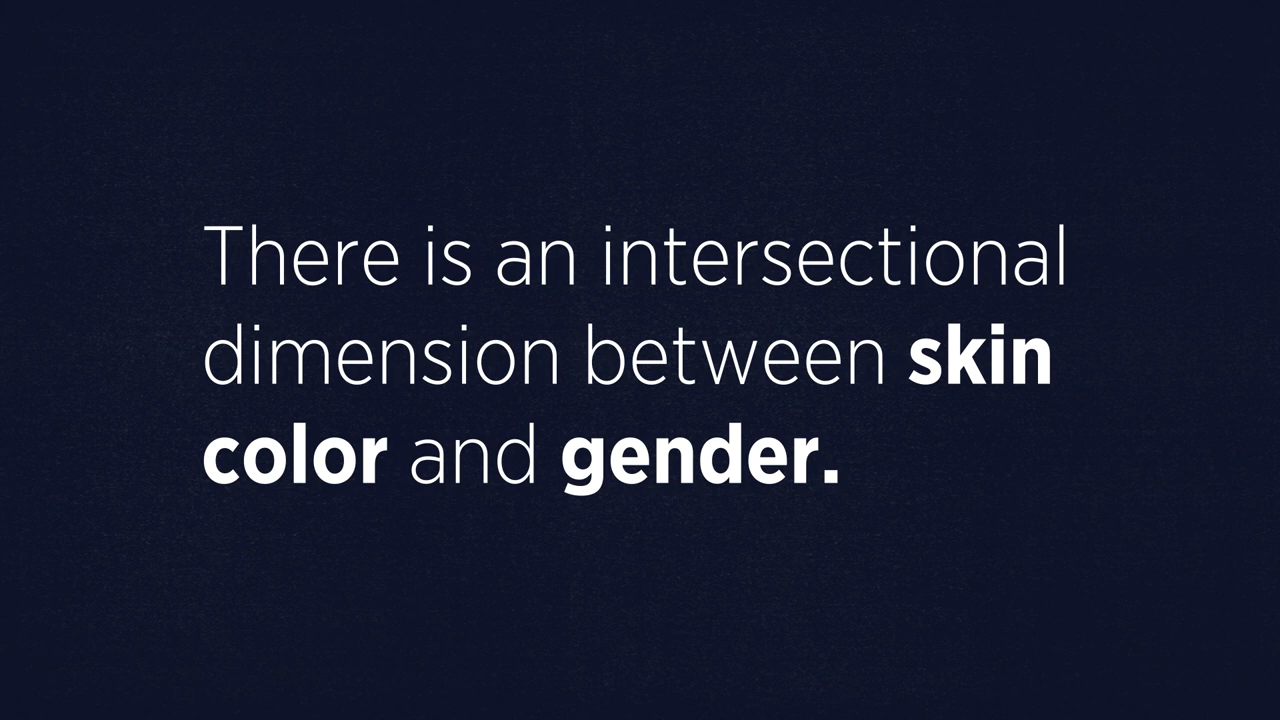 There is an intersectional
dimension between skin
color and gender.